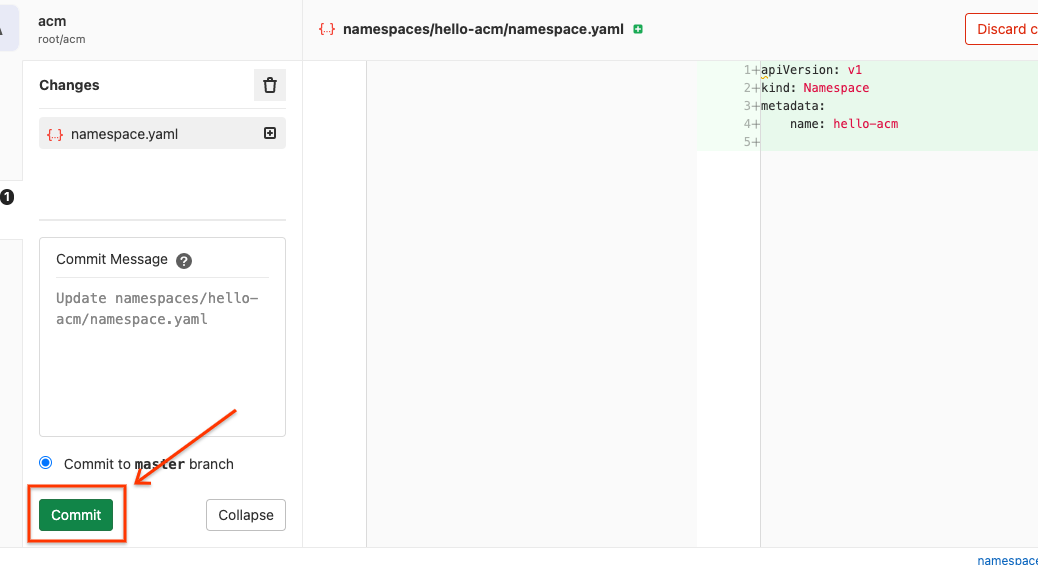 acm
root/acm
{...} namespaces/hello-acm/namespace.yaml
Discard c
Changes
{...} namespace.yaml
1
Commit Message ?
Update namespaces/hello-
acm/namespace.yaml
Commit to master branch
Commit
Collapse
1+apiVersion: v1
2+kind: Namespace
3+metadata:
4+    name: hello-acm
5+
namespace